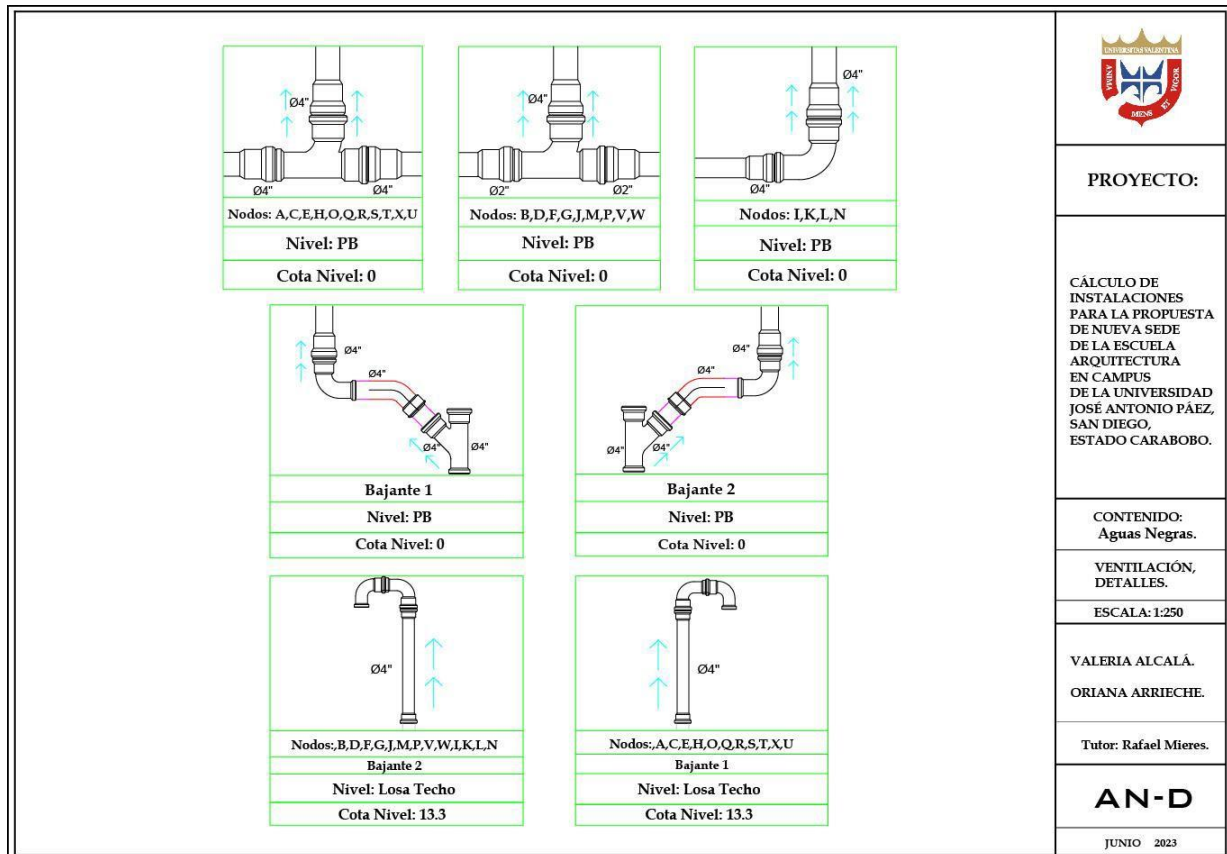 Ø4"
Ø4"
Ø4"
Nodos: A,C,E,H,O,Q,R,S,T,X,U
Nivel: PB
Cota Nivel: 0
Ø4"
Ø2"
Ø2"
Nodos: B,D,F,G,J,M,P,V,W
Nivel: PB
Cota Nivel: 0
Ø4"
Ø4"
Nodos: I,K,L,N
Nivel: PB
Cota Nivel: 0
Ø4"
Ø4"
Ø4"
Ø4"
Bajante 1
Nivel: PB
Cota Nivel: 0
Ø4"
Ø4"
Ø4"
Ø4"
Bajante 2
Nivel: PB
Cota Nivel: 0
Ø4"
Nodos:,B,D,F,G,J,M,P,V,W,I,K,L,N
Bajante 2
Nivel: Losa Techo
Cota Nivel: 13.3
Ø4"
Nodos:,A,C,E,H,O,Q,R,S,T,X,U
Bajante 1
Nivel: Losa Techo
Cota Nivel: 13.3
UNIVERSITAS VALENTINA
ANIMA
MENS ET
VIGOR
PROYECTO:
CÁLCULO DE
INSTALACIONES
PARA LA PROPUESTA
DE NUEVA SEDE
DE LA ESCUELA
ARQUITECTURA
EN CAMPUS
DE LA UNIVERSIDAD
JOSÉ ANTONIO PÁEZ,
SAN DIEGO,
ESTADO CARABOBO.
CONTENIDO:
Aguas Negras.
VENTILACIÓN,
DETALLES.
ESCALA: 1:250
VALERIA ALCALÁ.
ORIANA ARRIECHE.
Tutor: Rafael Mieres.
AN-D
JUNIO 2023